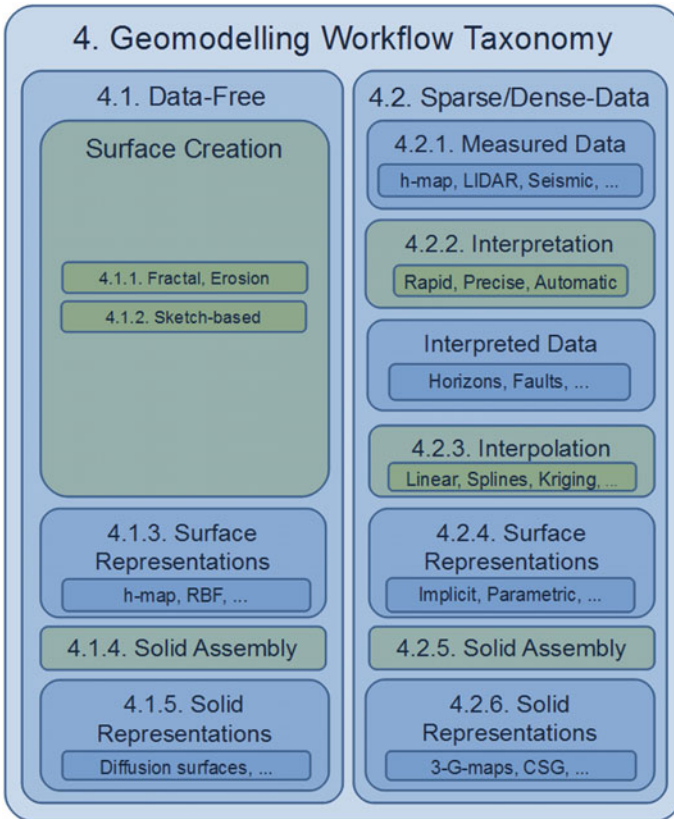 4. Geomodelling Workflow Taxonomy
4.1. Data-Free
Surface Creation
4.1.1. Fractal, Erosion
4.1.2. Sketch-based
4.1.3. Surface
Representations
h-map, RBF, ...
4.1.4. Solid Assembly
4.1.5. Solid
Representations
Diffusion surfaces, ...
4.2. Sparse/Dense-Data
4.2.1. Measured Data
h-map, LIDAR, Seismic, ...
4.2.2. Interpretation
Rapid, Precise, Automatic
Interpreted Data
Horizons, Faults, ...
4.2.3. Interpolation
Linear, Splines, Kriging, ...
4.2.4. Surface
Representations
Implicit, Parametric, ...
4.2.5. Solid Assembly
4.2.6. Solid
Representations
3-G-maps, CSG, ...